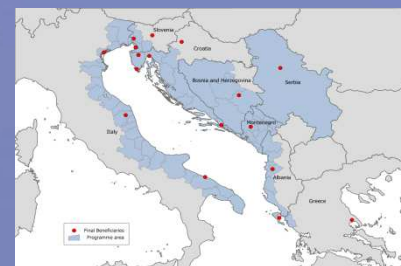 Slovenia
Croatia
Bosnia and Herzegovina
Serbia
Montenegro
Italy
Albania
Greece
Final Beneficiaries
Programme area